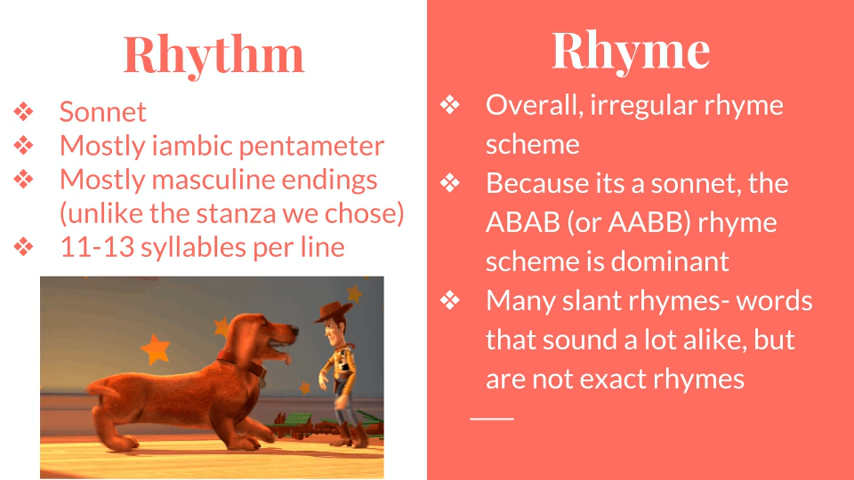 Rhythm
❖ Sonnet
❖ Mostly iambic pentameter
❖ Mostly masculine endings
(unlike the stanza we chose)
❖ 11-13 syllables per line
Rhyme
❖ Overall, irregular rhyme
scheme
❖ Because its a sonnet, the
ABAB (or AABB) rhyme
scheme is dominant
❖ Many slant rhymes- words
that sound a lot alike, but
are not exact rhymes